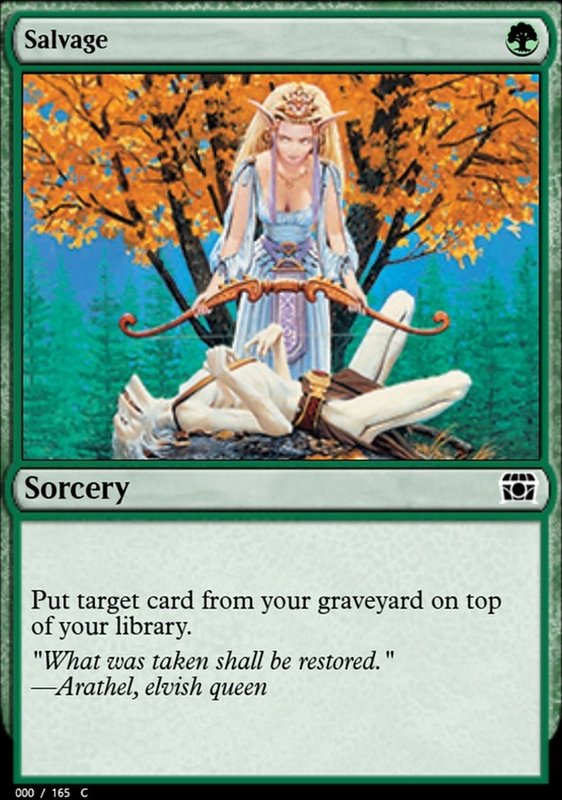 Salvage
Sorcery
Put target card from your graveyard on top
of your library.
"What was taken shall be restored."
—Arathel, elvish queen
000 / 165 C